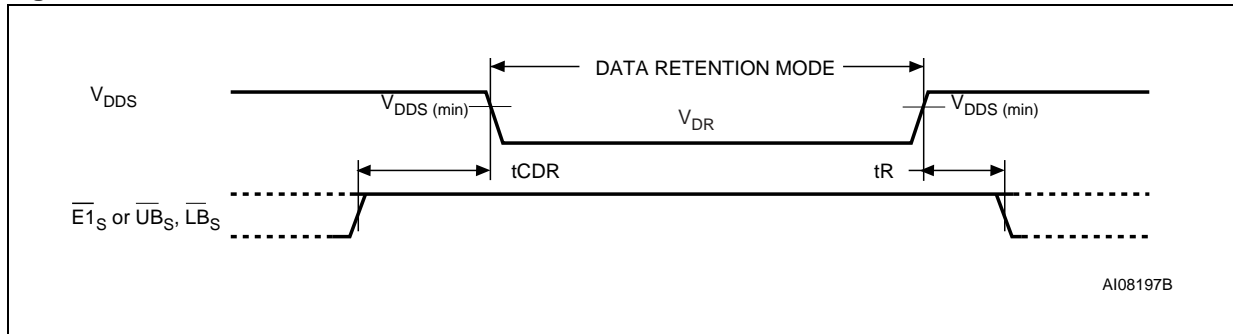 DATA RETENTION MODE
VDDS
VDDS (min)
VDR
VDDS (min)
tCDR
tR
E1S or UBS, LBS
AI08197B